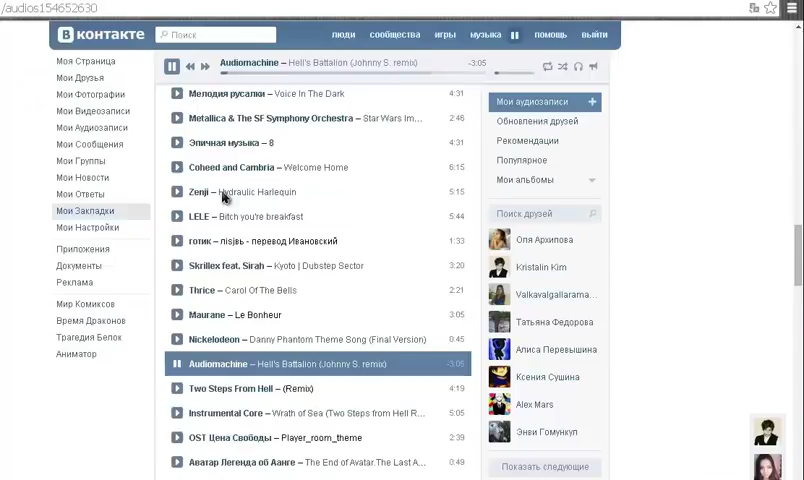 /audios154652630
В контакте Поиск люди сообщества игры музыка помощь выйти
Audiomachine – Hell's Battalion (Johnny S. remix) -3:05
Моя Страница
Мои Друзья
Мои Фотографии
Мои Видеозаписи
Мои Аудиозаписи
Мои Сообщения
Мои Группы
Мои Новости
Мои Ответы
Мои Закладки
Мои Настройки
Приложения
Документы
Реклама
Мир Комиксов
Время Драконов
Трагедия Белок
Аниматор
Мелодия русалки – Voice In The Dark 4:31
Metallica & The SF Symphony Orchestra – Star Wars Im... 2:46
Эпичная музыка – 8 4:31
Coheed and Cambria – Welcome Home 6:15
Zenji – Hydraulic Harlequin 5:15
LELE – Bitch you're breakfast 5:44
готик – лісівь - перевод Ивановский 1:33
Skrillex feat. Sirah – Kyoto | Dubstep Sector 3:20
Thrice – Carol Of The Bells 2:21
Maurane – Le Bonheur 3:05
Nickelodeon – Danny Phantom Theme Song (Final Version) 0:45
Audiomachine – Hell's Battalion (Johnny S. remix) -3:05
Two Steps From Hell – (Remix) 4:19
Instrumental Core – Wrath of Sea (Two Steps from Hell R... 5:05
OST Цена Свободы – Player_room_theme 2:39
Аватар Легенда об Аанге – The End of Avatar.The Last A... 0:49
Мои аудиозаписи +
Обновления друзей
Рекомендации
Популярное
Мои альбомы
Поиск друзей
Оля Архипова
Kristalin Kim
Valkavalgallarama...
Татьяна Федорова
Алиса Перевышина
Ксения Сушина
Alex Mars
Энви Гомункул
Показать следующие